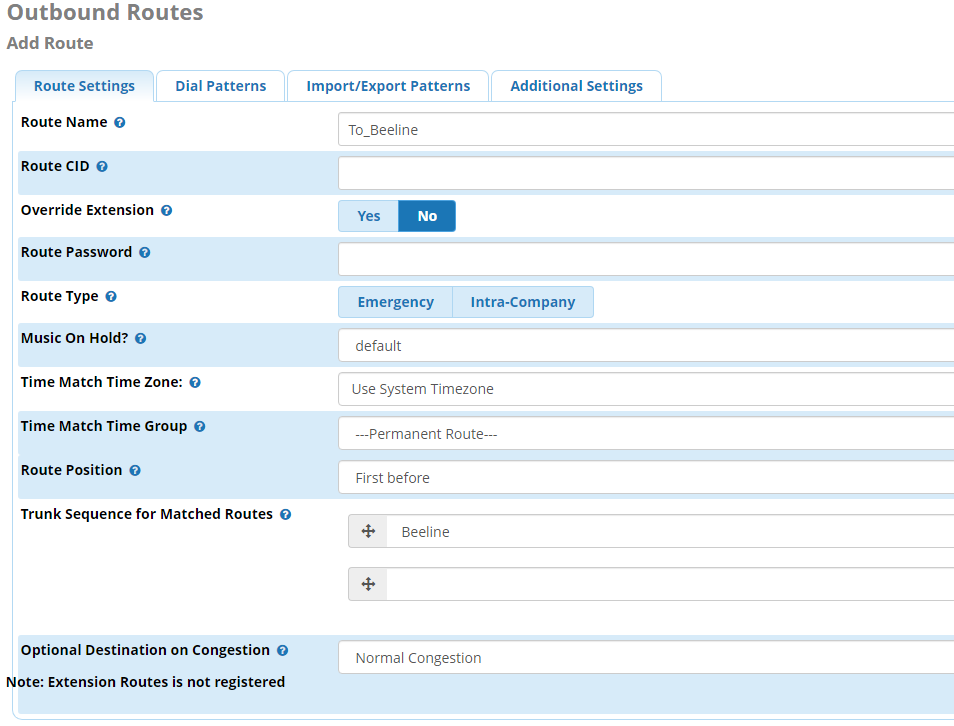 Outbound Routes
Add Route
Route Settings Dial Patterns Import/Export Patterns Additional Settings
Route Name To_Beeline
Route CID
Override Extension Yes No
Route Password
Route Type Emergency Intra-Company
Music On Hold? default
Time Match Time Zone: Use System Timezone
Time Match Time Group ---Permanent Route---
Route Position First before
Trunk Sequence for Matched Routes Beeline
Optional Destination on Congestion Normal Congestion
Note: Extension Routes is not registered